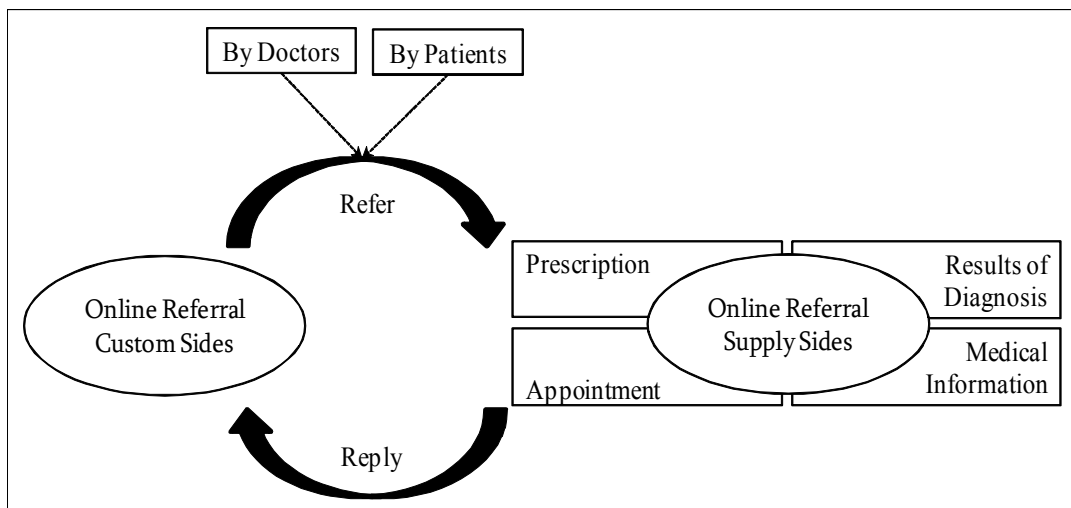 By Doctors
By Patients
Refer
Prescription
Results of
Diagnosis
Online Referral
Custom Sides
Online Referral
Supply Sides
Appointment
Medical
Information
Reply